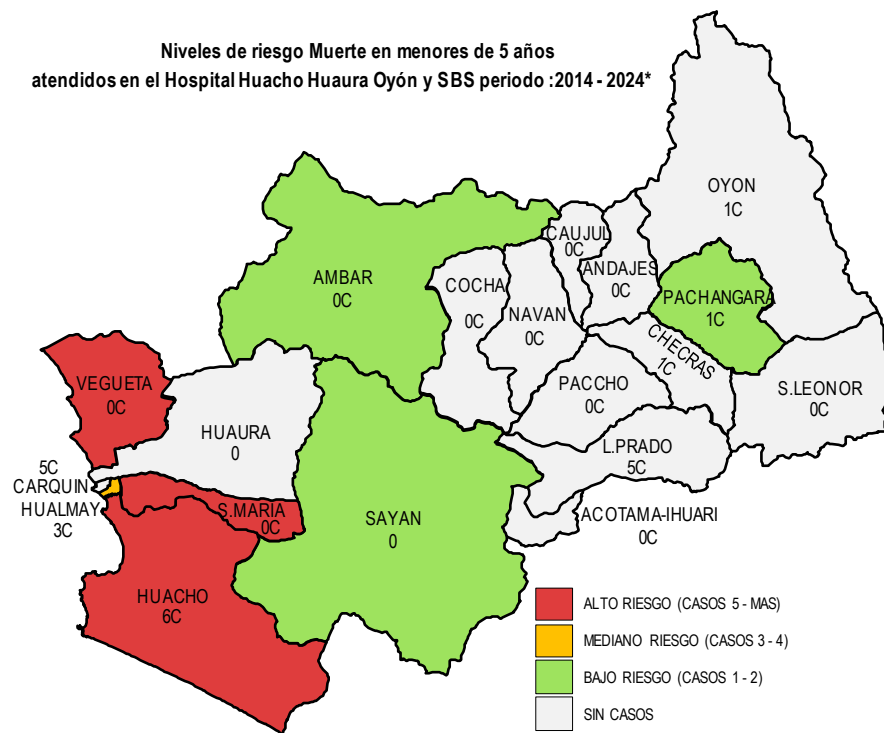 Niveles de riesgo Muerte en menores de 5 años
atendidos en el Hospital Huacho Huaura Oyón y SBS periodo :2014 - 2024*
OYON
1C
CAUJUL
0C
ANDAJES
0C
AMBAR
0C
COCHA
0C
NAVAN
0C
PACHANGARA
1C
CHECRAS
1C
VEGUETA
0C
PACCHO
0C
S.LEONOR
0C
HUAURA
0
L.PRADO
5C
5C
CARQUIN
HUALMAY
3C
S.MARIA
0C
SAYAN
0
ACOTAMA-IHUARI
0C
HUACHO
6C
ALTO RIESGO (CASOS 5 - MAS)
MEDIANO RIESGO (CASOS 3 - 4)
BAJO RIESGO (CASOS 1 - 2)
SIN CASOS